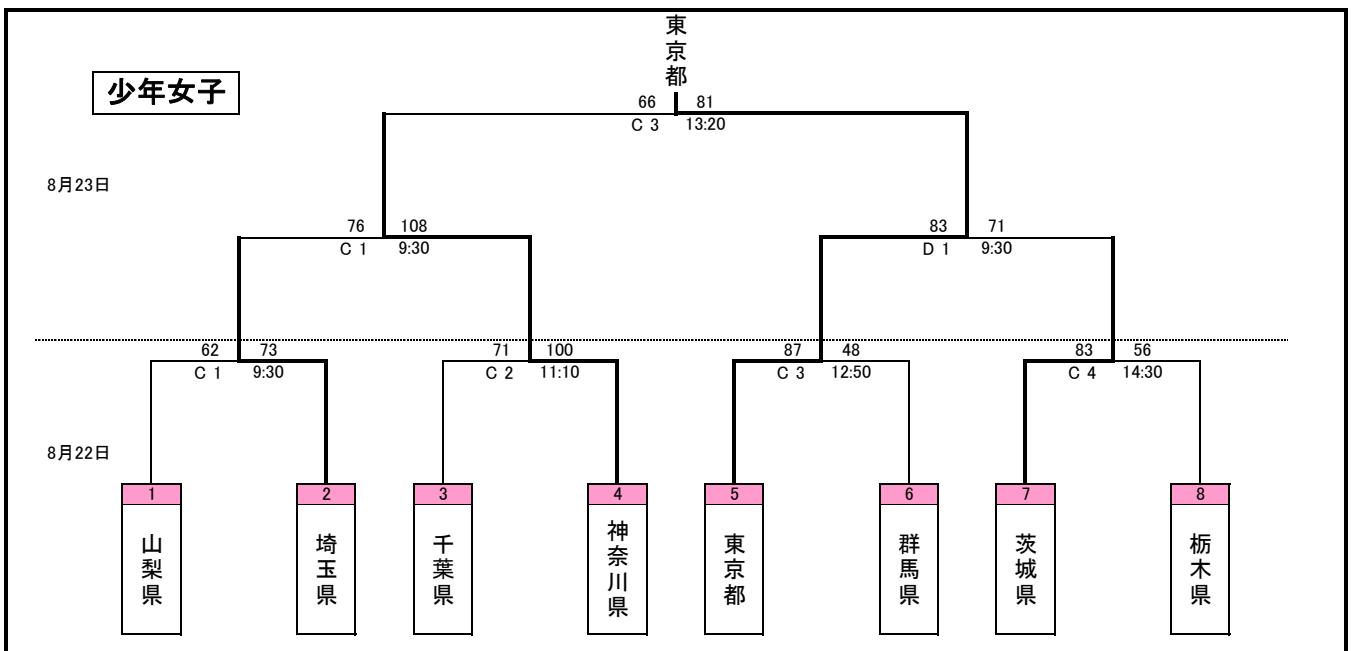 東京都
少年女子
66 81
C 3 13:20
8月23日
76 108
C 1 9:30
83 71
D 1 9:30
62 73
C 1 9:30
71 100
C 2 11:10
87 48
C 3 12:50
83 56
C 4 14:30
8月22日
1 2 3 4 5 6 7 8
山梨県
埼玉県
千葉県
神奈川県
東京都
群馬県
茨城県
栃木県